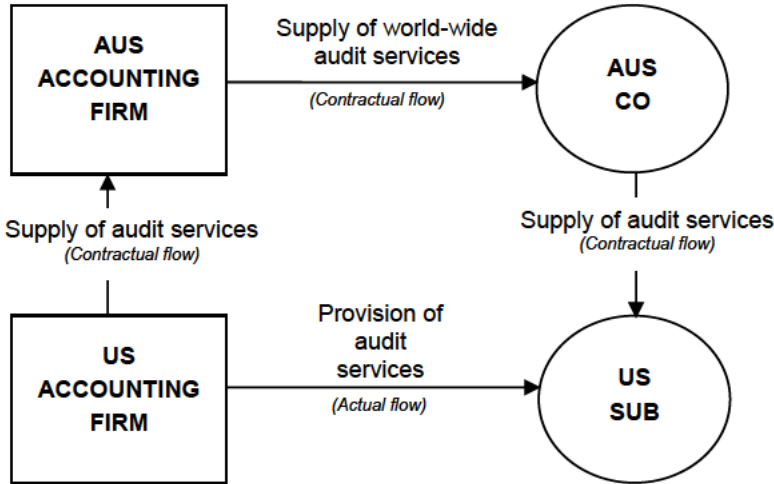 AUS
ACCOUNTING
FIRM
Supply of world-wide
audit services
(Contractual flow)
AUS
CO
Supply of audit services
(Contractual flow)
Supply of audit services
(Contractual flow)
US
ACCOUNTING
FIRM
Provision of
audit
services
(Actual flow)
US
SUB